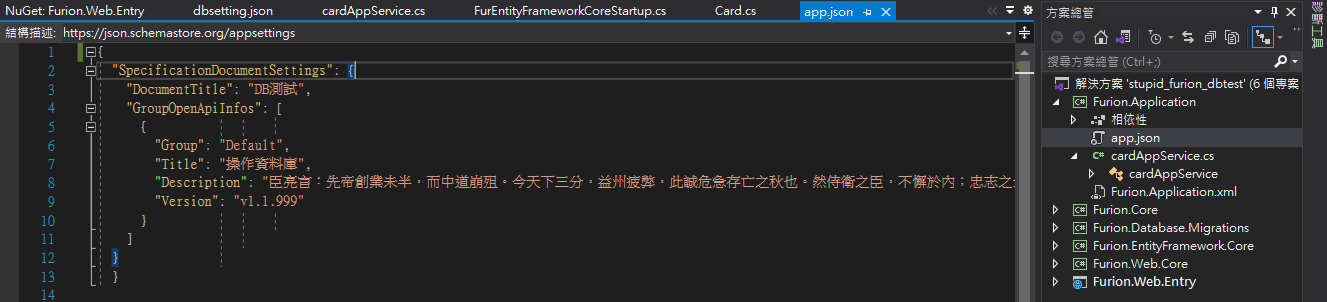 NuGet: Furion.Web.Entry dbsetting.json cardAppService.cs FurEntityFrameworkCoreStartup.cs Card.cs app.json
結構描述: https://json.schemastore.org/appsettings
1 {
2 "SpecificationDocumentSettings": {
3 "DocumentTitle": "DB測試",
4 "GroupOpenApiInfos": [
5 {
6 "Group": "Default",
7 "Title": "操作資料庫",
8 "Description": "臣亮言：先帝創業未半，而中道崩殂。今天下三分，益州疲弊，此誠危急存亡之秋也。然侍衛之臣，不懈於內；忠志之
9 "Version": "v1.1.999"
10 }
11 ]
12 }
13 }
14
方案總管
搜尋方案總管 (Ctrl+;)
解決方案 'stupid_furion_dbtest' (6 個專案
Furion.Application
相依性
app.json
cardAppService.cs
cardAppService
Furion.Application.xml
Furion.Core
Furion.Database.Migrations
Furion.EntityFramework.Core
Furion.Web.Core
Furion.Web.Entry
診斷工具